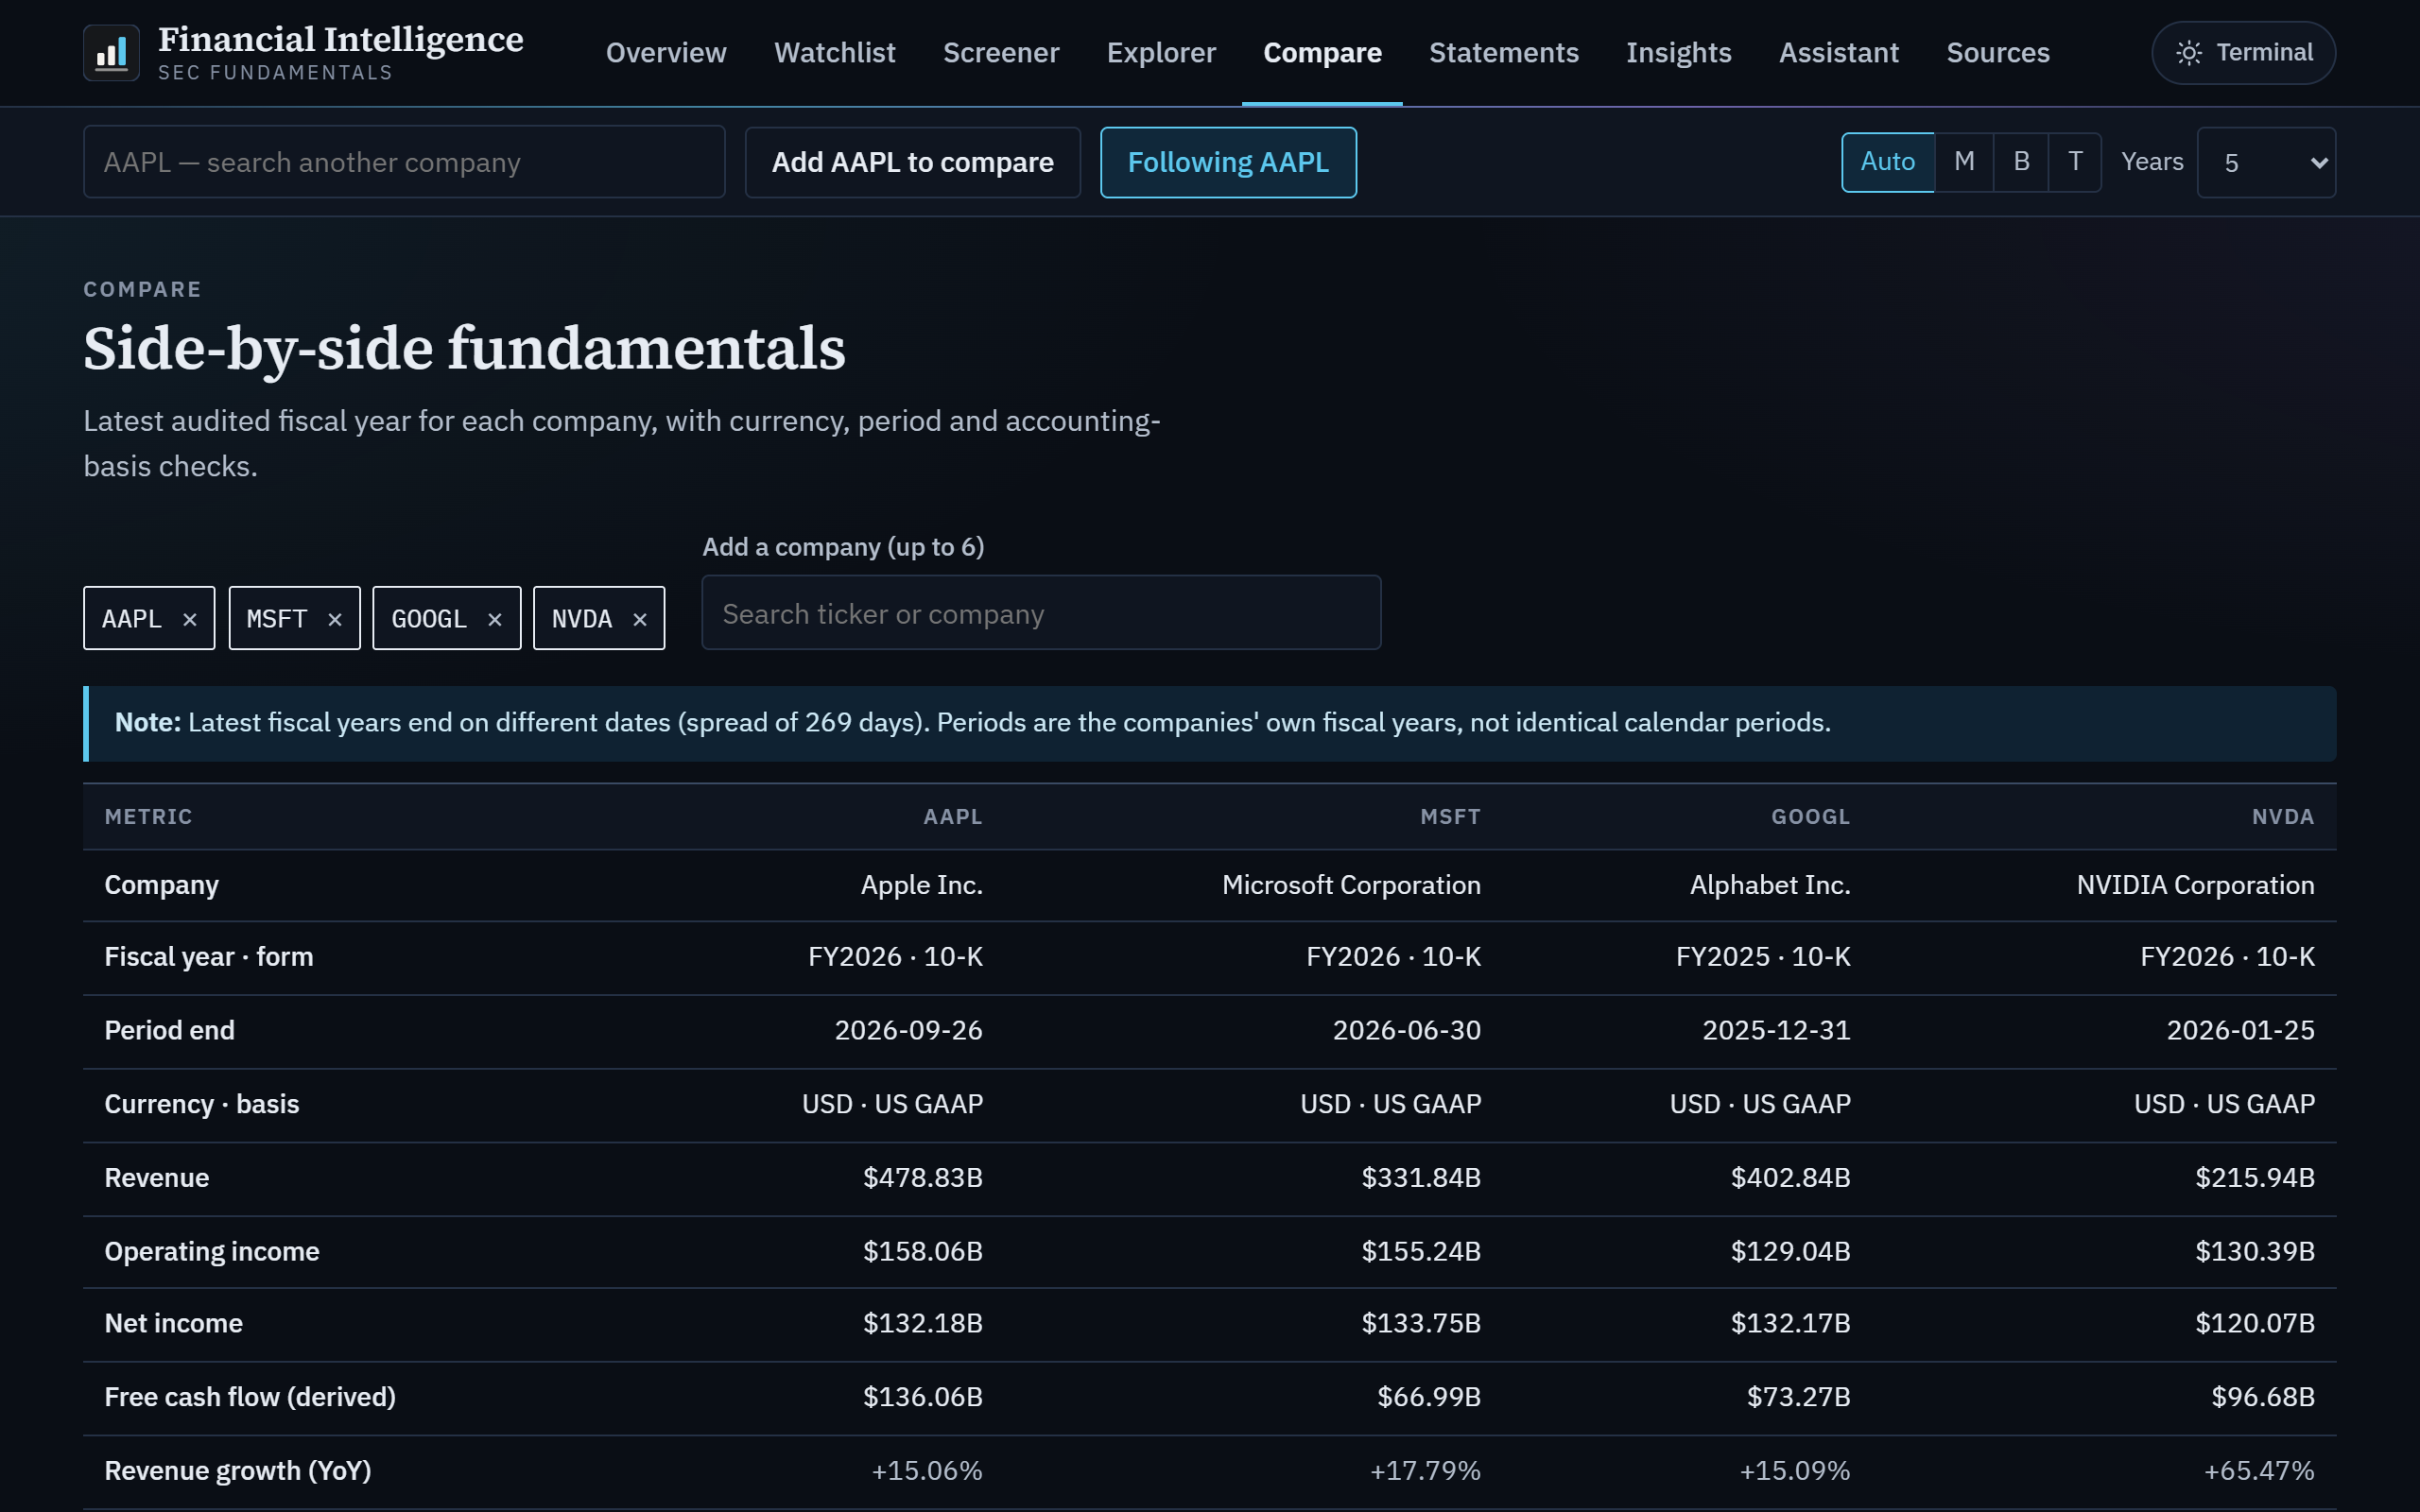 Financial Intelligence
SEC FUNDAMENTALS
Overview Watchlist Screener Explorer Compare Statements Insights Assistant Sources Terminal
AAPL — search another company Add AAPL to compare Following AAPL Auto M B T Years 5
COMPARE
Side-by-side fundamentals
Latest audited fiscal year for each company, with currency, period and accounting-
basis checks.
Add a company (up to 6)
AAPL × MSFT × GOOGL × NVDA × Search ticker or company
Note: Latest fiscal years end on different dates (spread of 269 days). Periods are the companies' own fiscal years, not identical calendar periods.
METRIC AAPL MSFT GOOGL NVDA
Company Apple Inc. Microsoft Corporation Alphabet Inc. NVIDIA Corporation
Fiscal year · form FY2026 · 10-K FY2026 · 10-K FY2025 · 10-K FY2026 · 10-K
Period end 2026-09-26 2026-06-30 2025-12-31 2026-01-25
Currency · basis USD · US GAAP USD · US GAAP USD · US GAAP USD · US GAAP
Revenue $478.83B $331.84B $402.84B $215.94B
Operating income $158.06B $155.24B $129.04B $130.39B
Net income $132.18B $133.75B $132.17B $120.07B
Free cash flow (derived) $136.06B $66.99B $73.27B $96.68B
Revenue growth (YoY) +15.06% +17.79% +15.09% +65.47%